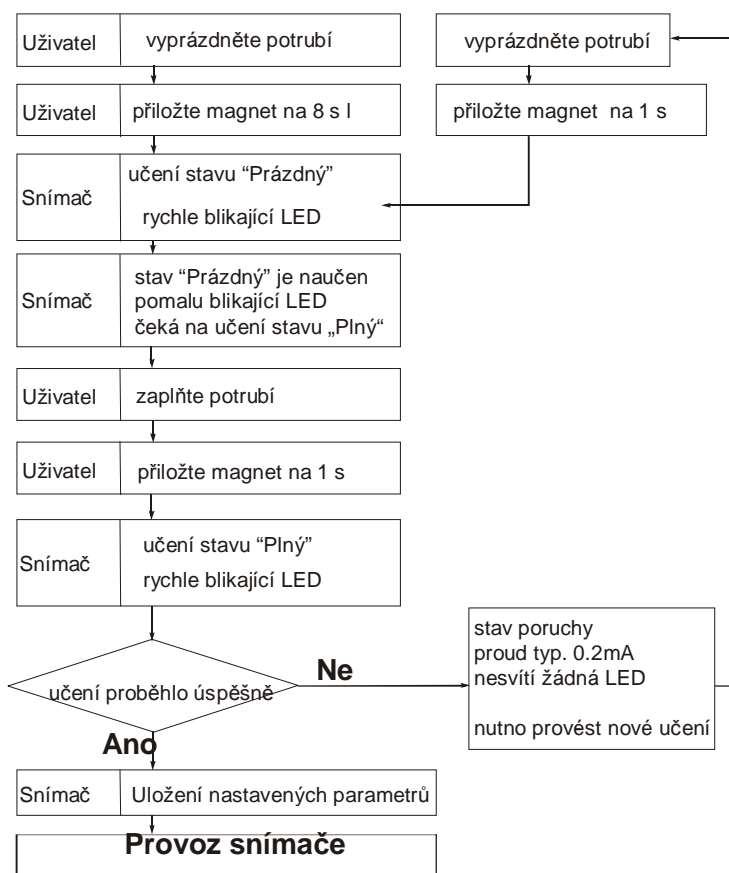 Uživatel vyprázdněte potrubí
Uživatel přiložte magnet na 8 s l
Snímač učení stavu “Prázdný”
rychle blikající LED
Snímač stav “Prázdný” je naučen
pomalu blikající LED
čeká na učení stavu „Plný“
Uživatel zaplňte potrubí
Uživatel přiložte magnet na 1 s
Snímač učení stavu “Plný”
rychle blikající LED
učení proběhlo úspěšně
Ne
Ano
Snímač Uložení nastavených parametrů
Provoz snímače
vyprázdněte potrubí
přiložte magnet na 1 s
stav poruchy
proud typ. 0.2mA
nesvítí žádná LED
nutno provést nové učení